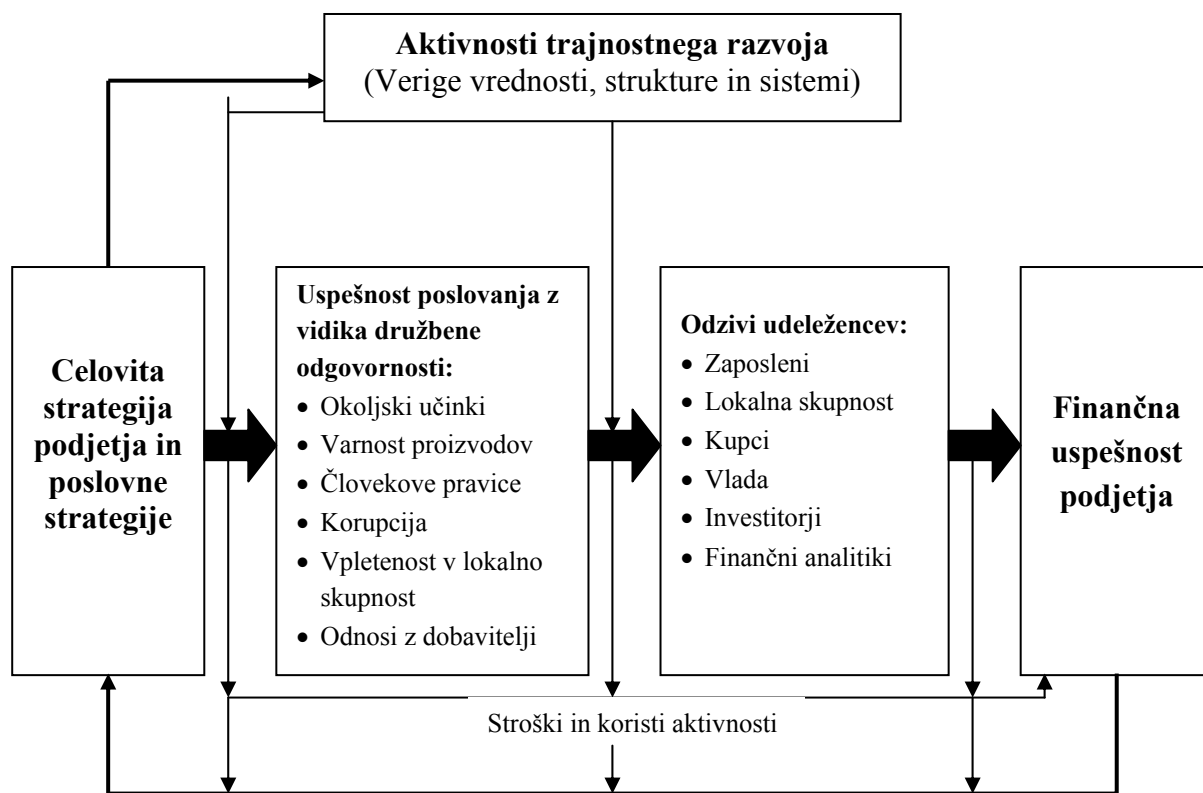 Aktivnosti trajnostnega razvoja
(Verige vrednosti, strukture in sistemi)
Celovita
strategija
podjetja in
poslovne
strategije
Uspešnost poslovanja z
vidika družbene
odgovornosti:
• Okoljski učinki
• Varnost proizvodov
• Človekove pravice
• Korupcija
• Vpletenost v lokalno
skupnost
• Odnosi z dobavitelji
Odzivi udeležencev:
• Zaposleni
• Lokalna skupnost
• Kupci
• Vlada
• Investitorji
• Finančni analitiki
Finančna
uspešnost
podjetja
Stroški in koristi aktivnosti